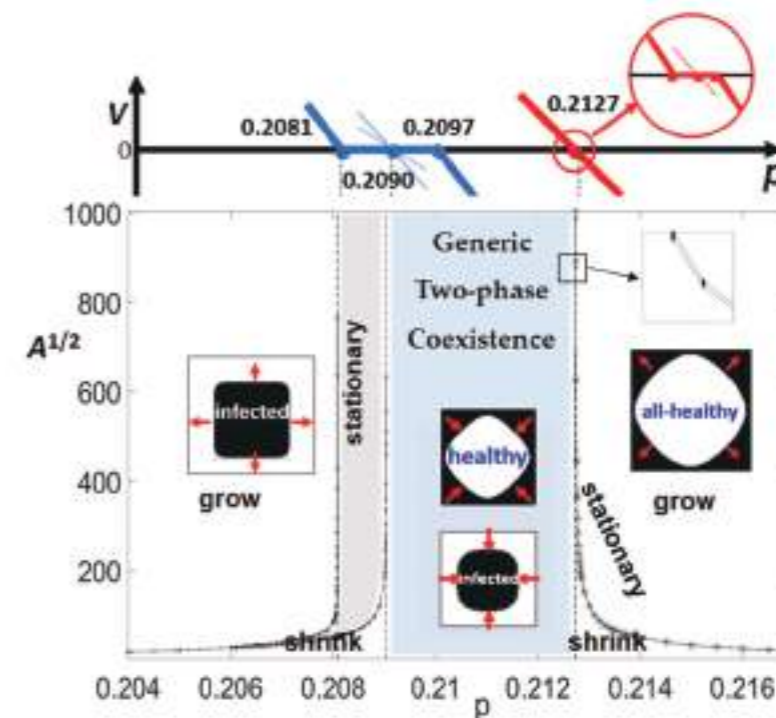 V
0.2081
0.2097
0.2127
0
0.2090
p
1000
800
600
400
200
A1/2
Generic
Two-phase
Coexistence
stationary
infected
grow
healthy
infected
all-healthy
grow
stationary
shrink
shrink
0.204
0.206
0.208
0.21
0.212
0.214
0.216
p